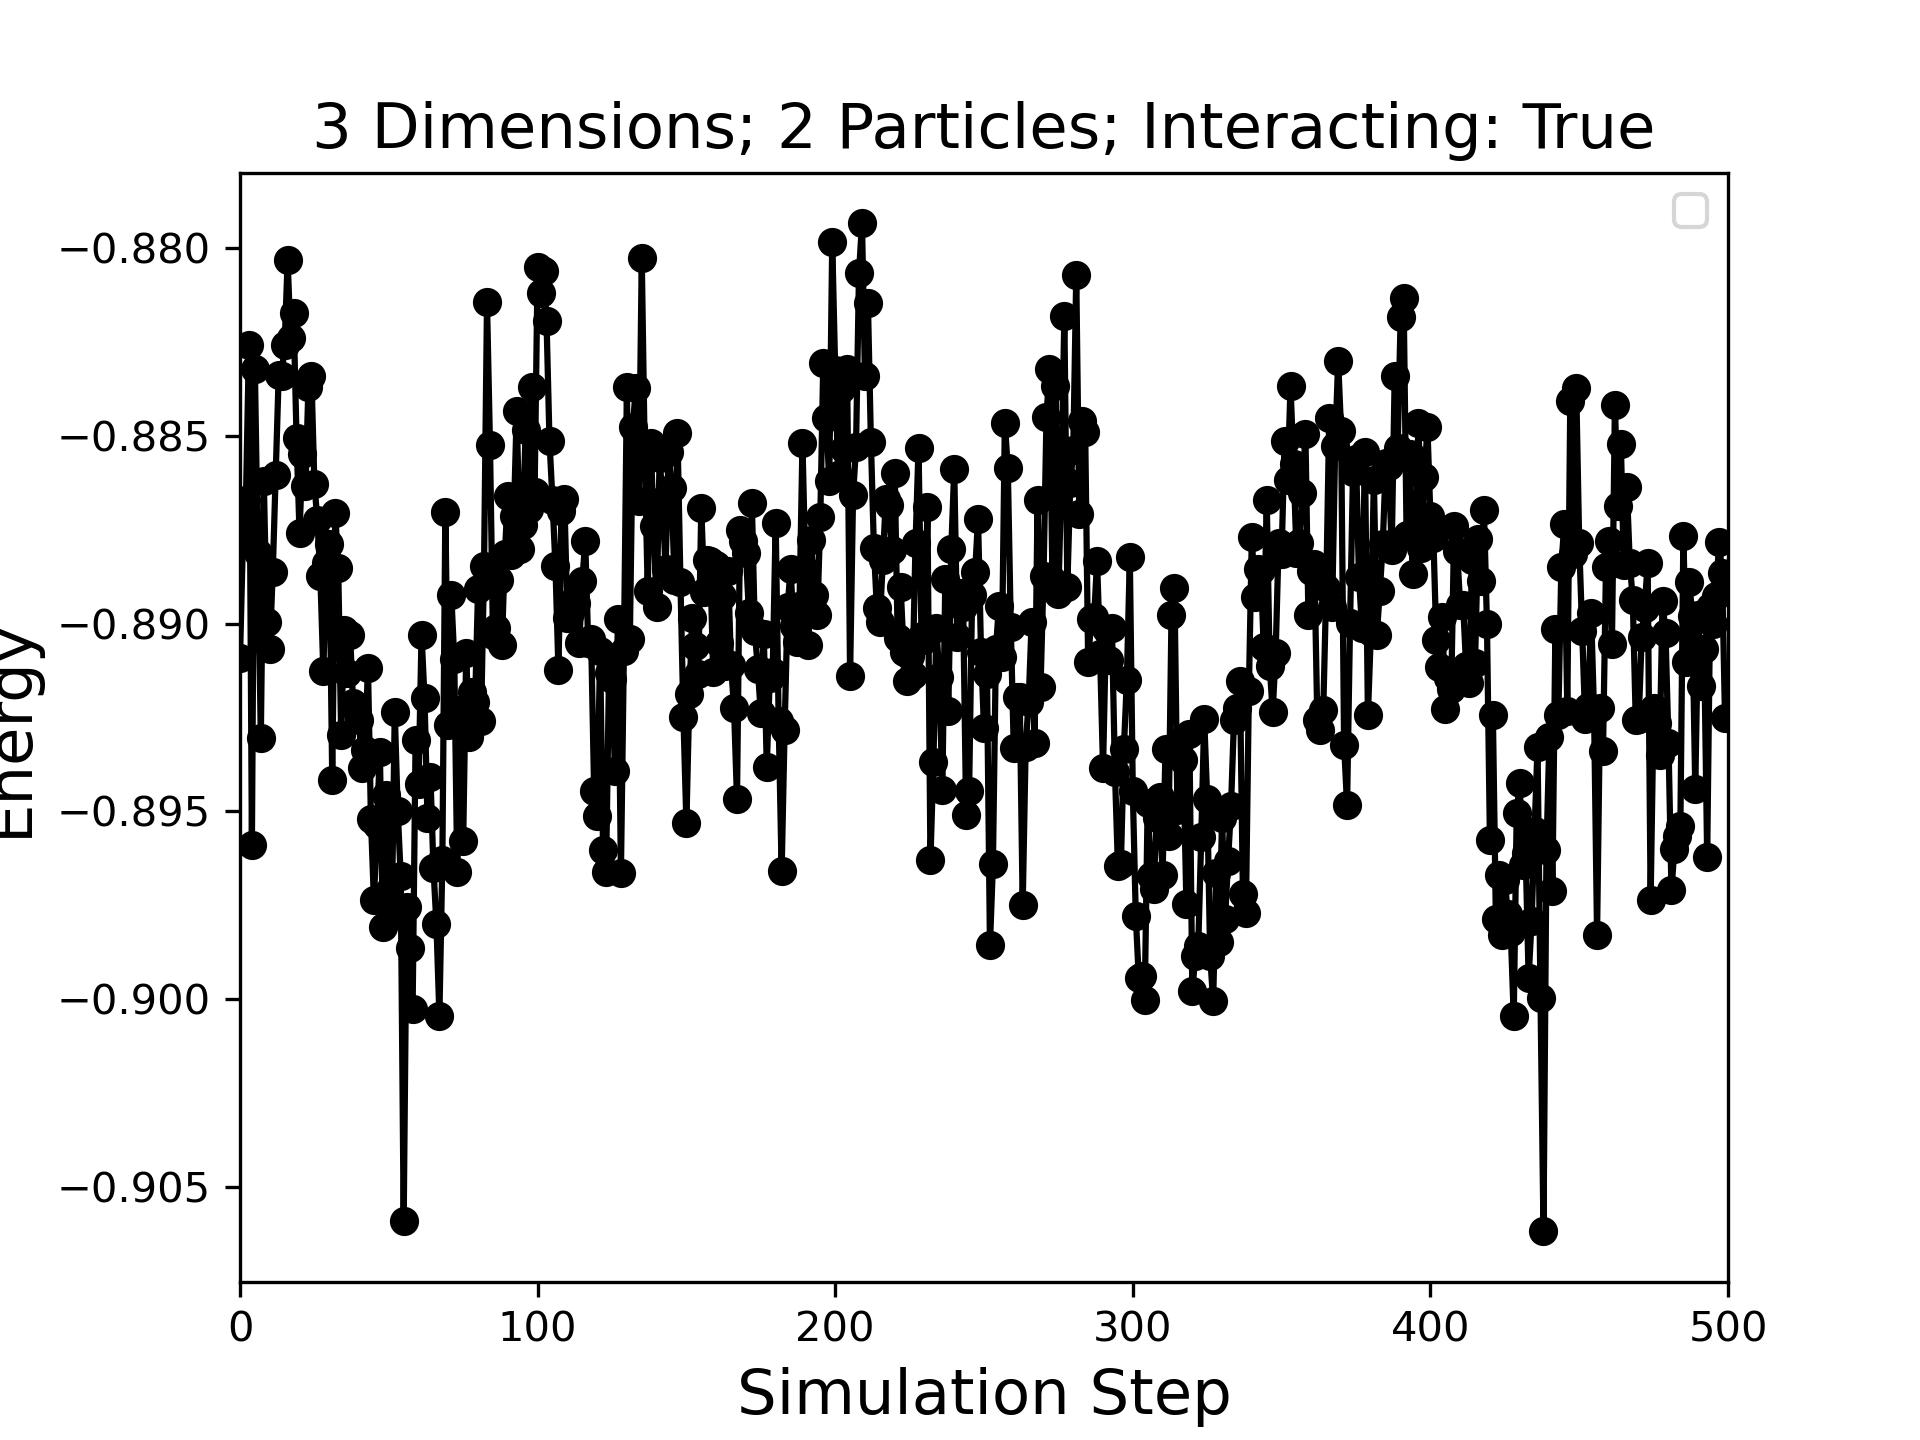 3 Dimensions; 2 Particles; Interacting: True
−0.880
−0.885
−0.890
−0.895
−0.900
−0.905
Energy
0 100 200 300 400 500
Simulation Step